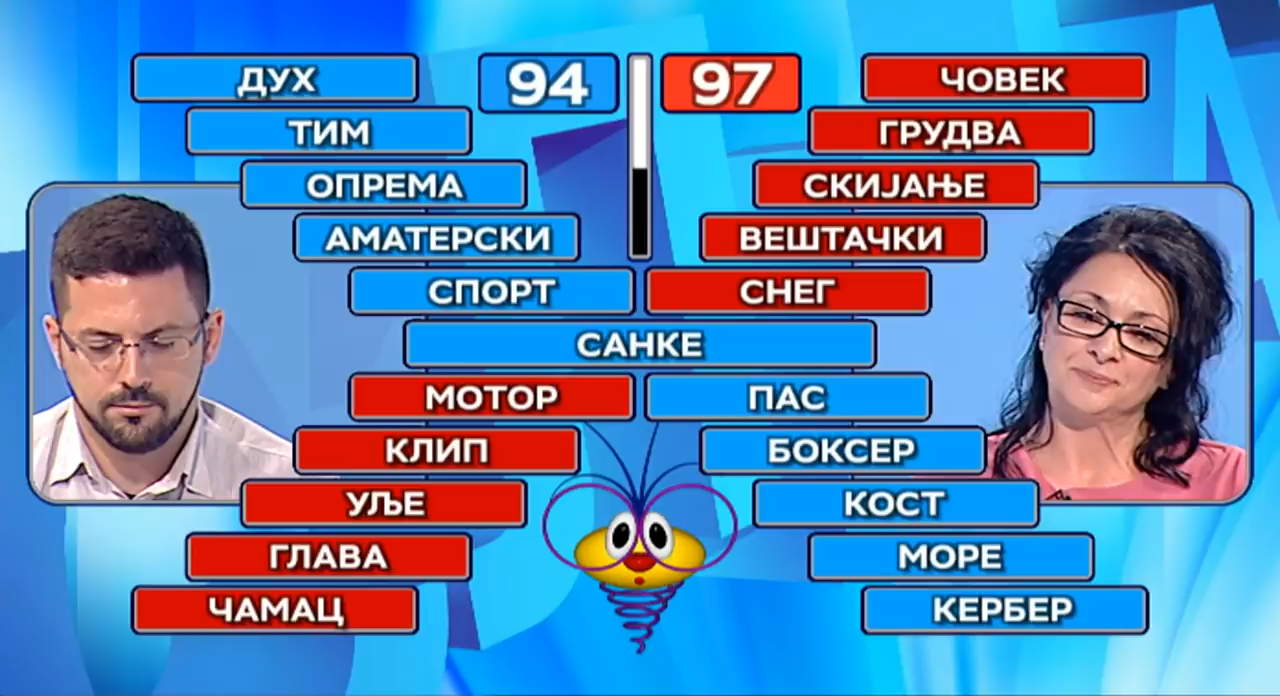 ДУХ 94 97 ЧОВЕК
ТИМ ГРУДВА
ОПРЕМА СКИЈАЊЕ
АМАТЕРСКИ ВЕШТАЧКИ
СПОРТ СНЕГ
САНКЕ
МОТОР ПАС
КЛИП БОКСЕР
УЉЕ КОСТ
ГЛАВА МОРЕ
ЧАМАЦ КЕРБЕР